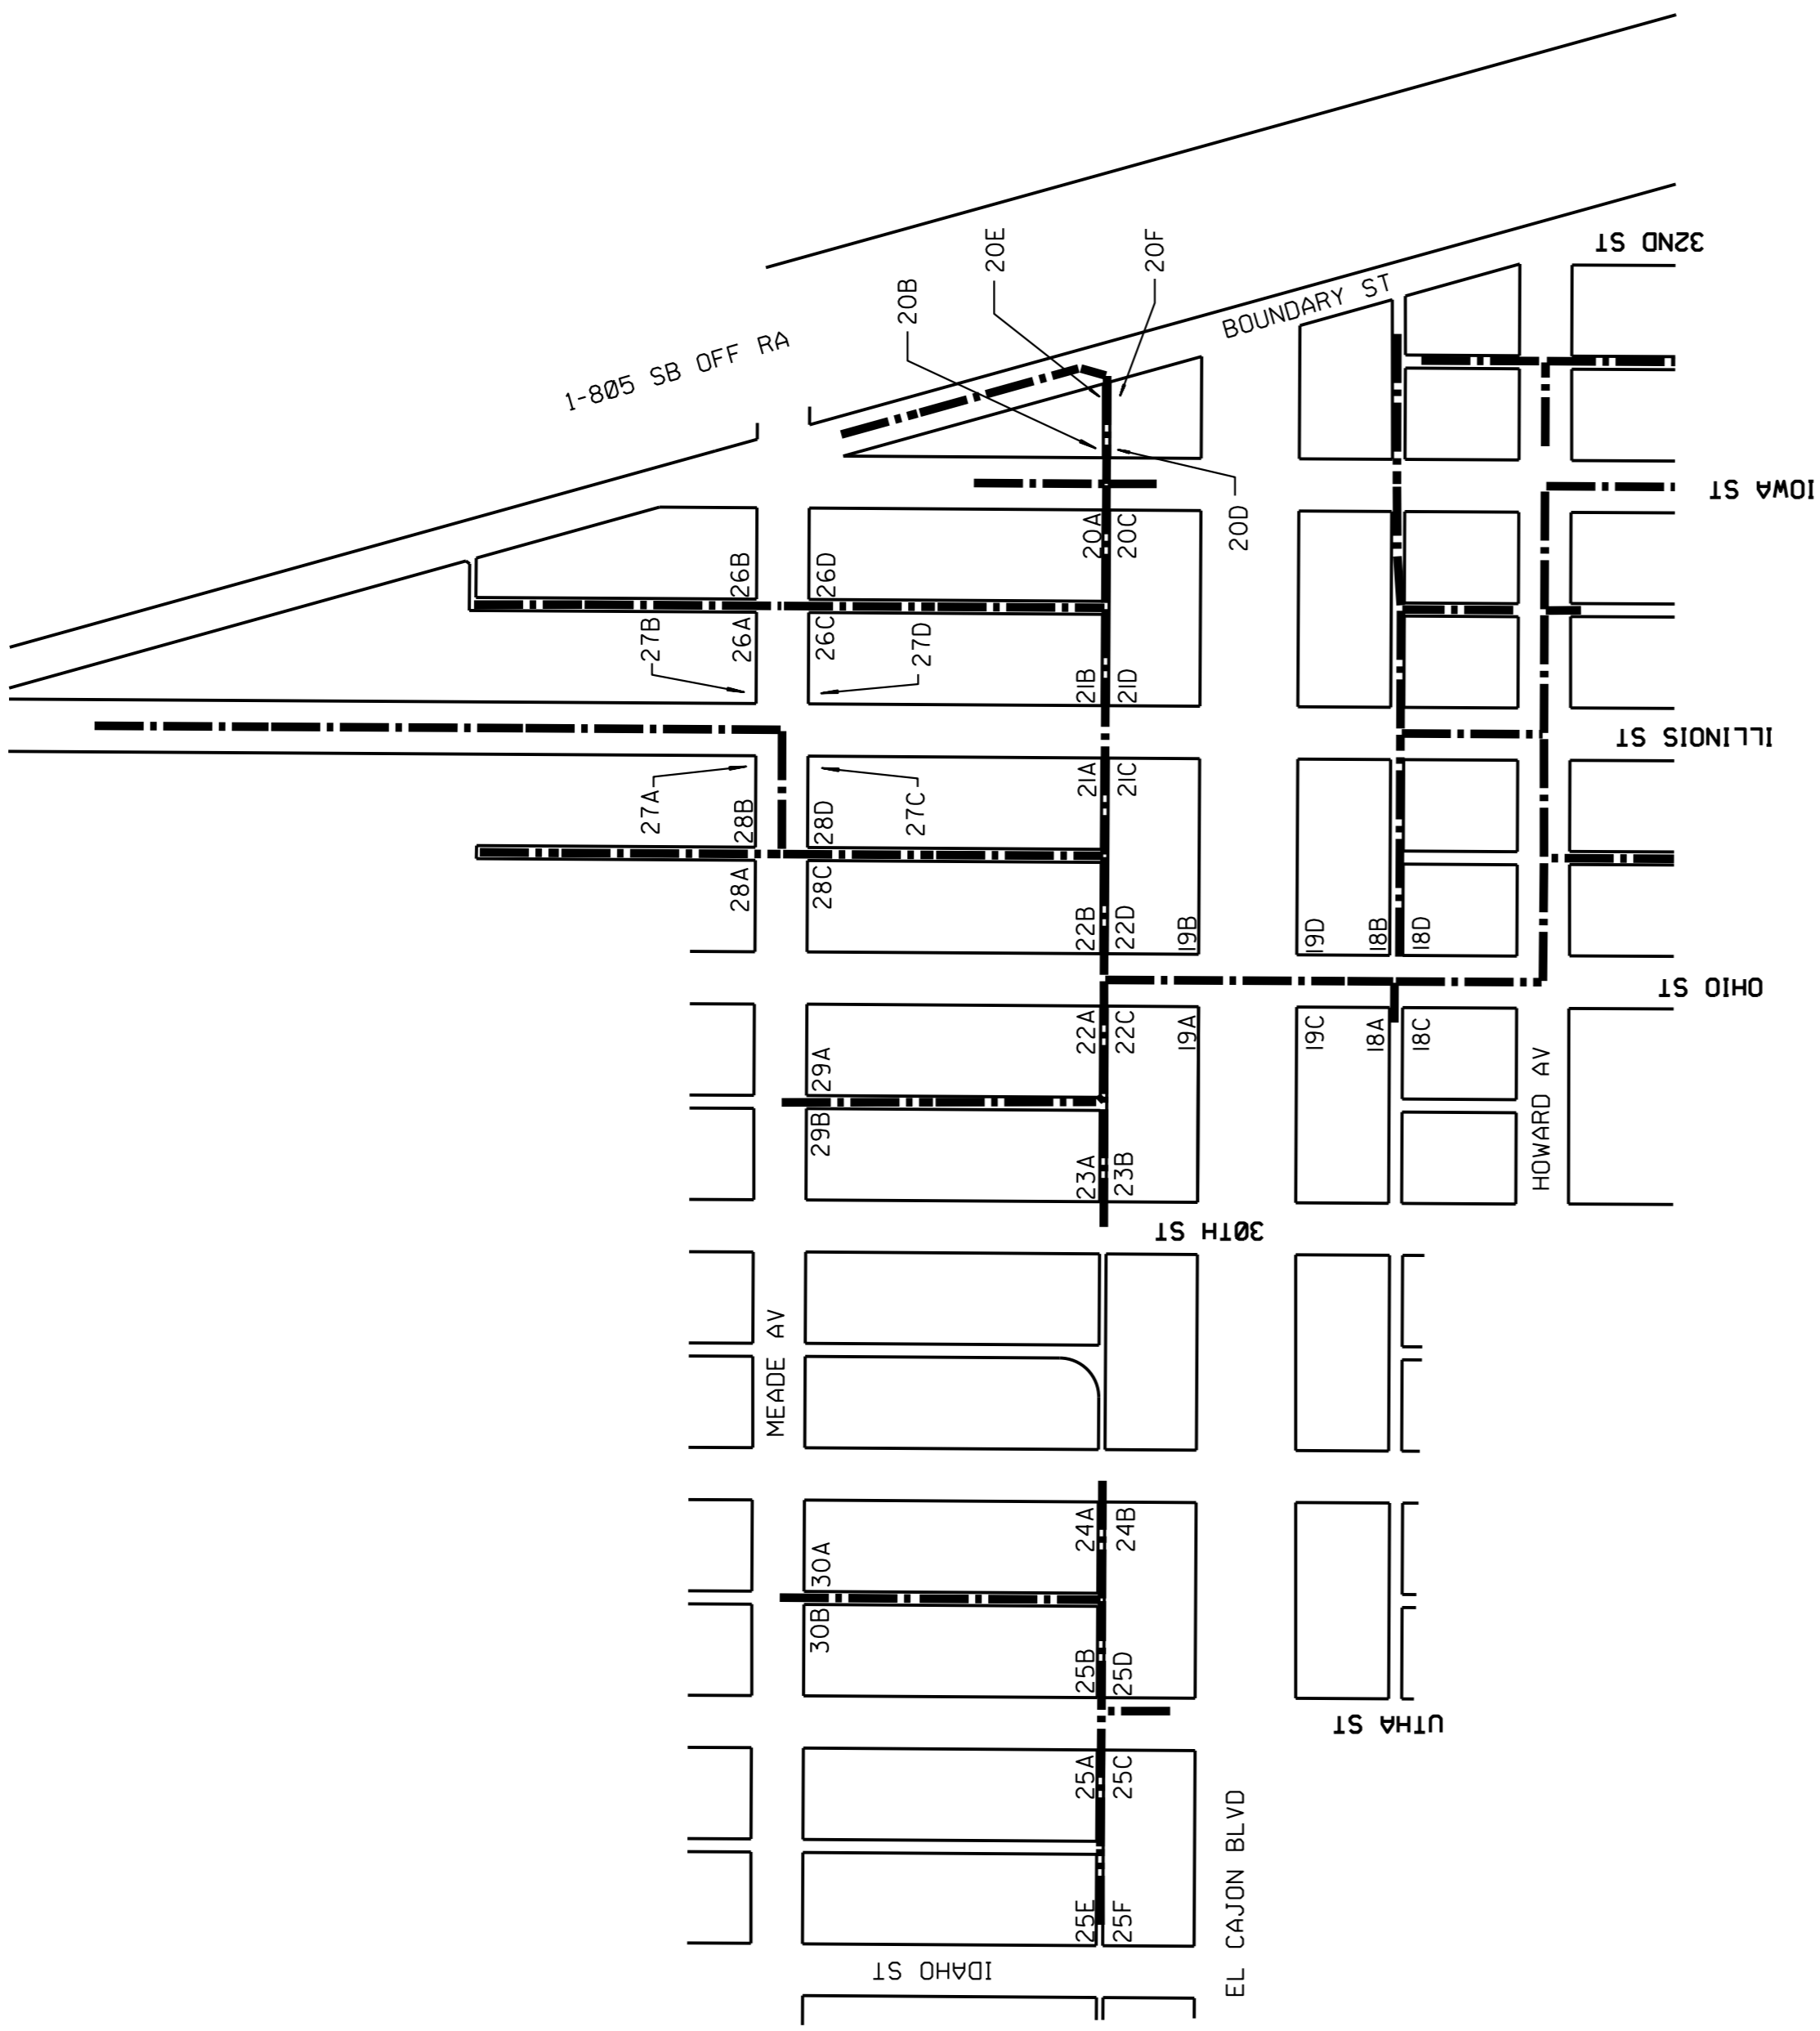 32ND ST
20E
20F
20B
BOUNDARY ST
1-805 SB OFF RA
IOWA ST
20D
20A
20C
26B
26D
27B
26A
26C
27D
21B
21D
ILLINOIS ST
27A
28B
28D
27C
21A
21C
28A
28C
22B
22D
19B
19D
18B
18D
OHIO ST
22A
22C
19A
19C
18A
18C
29A
29B
HOWARD AV
23A
23B
30TH ST
MEADE AV
24A
24B
30A
30B
25B
25D
UTHA ST
25A
25C
EL CAJON BLVD
25E
25F
IDAHO ST